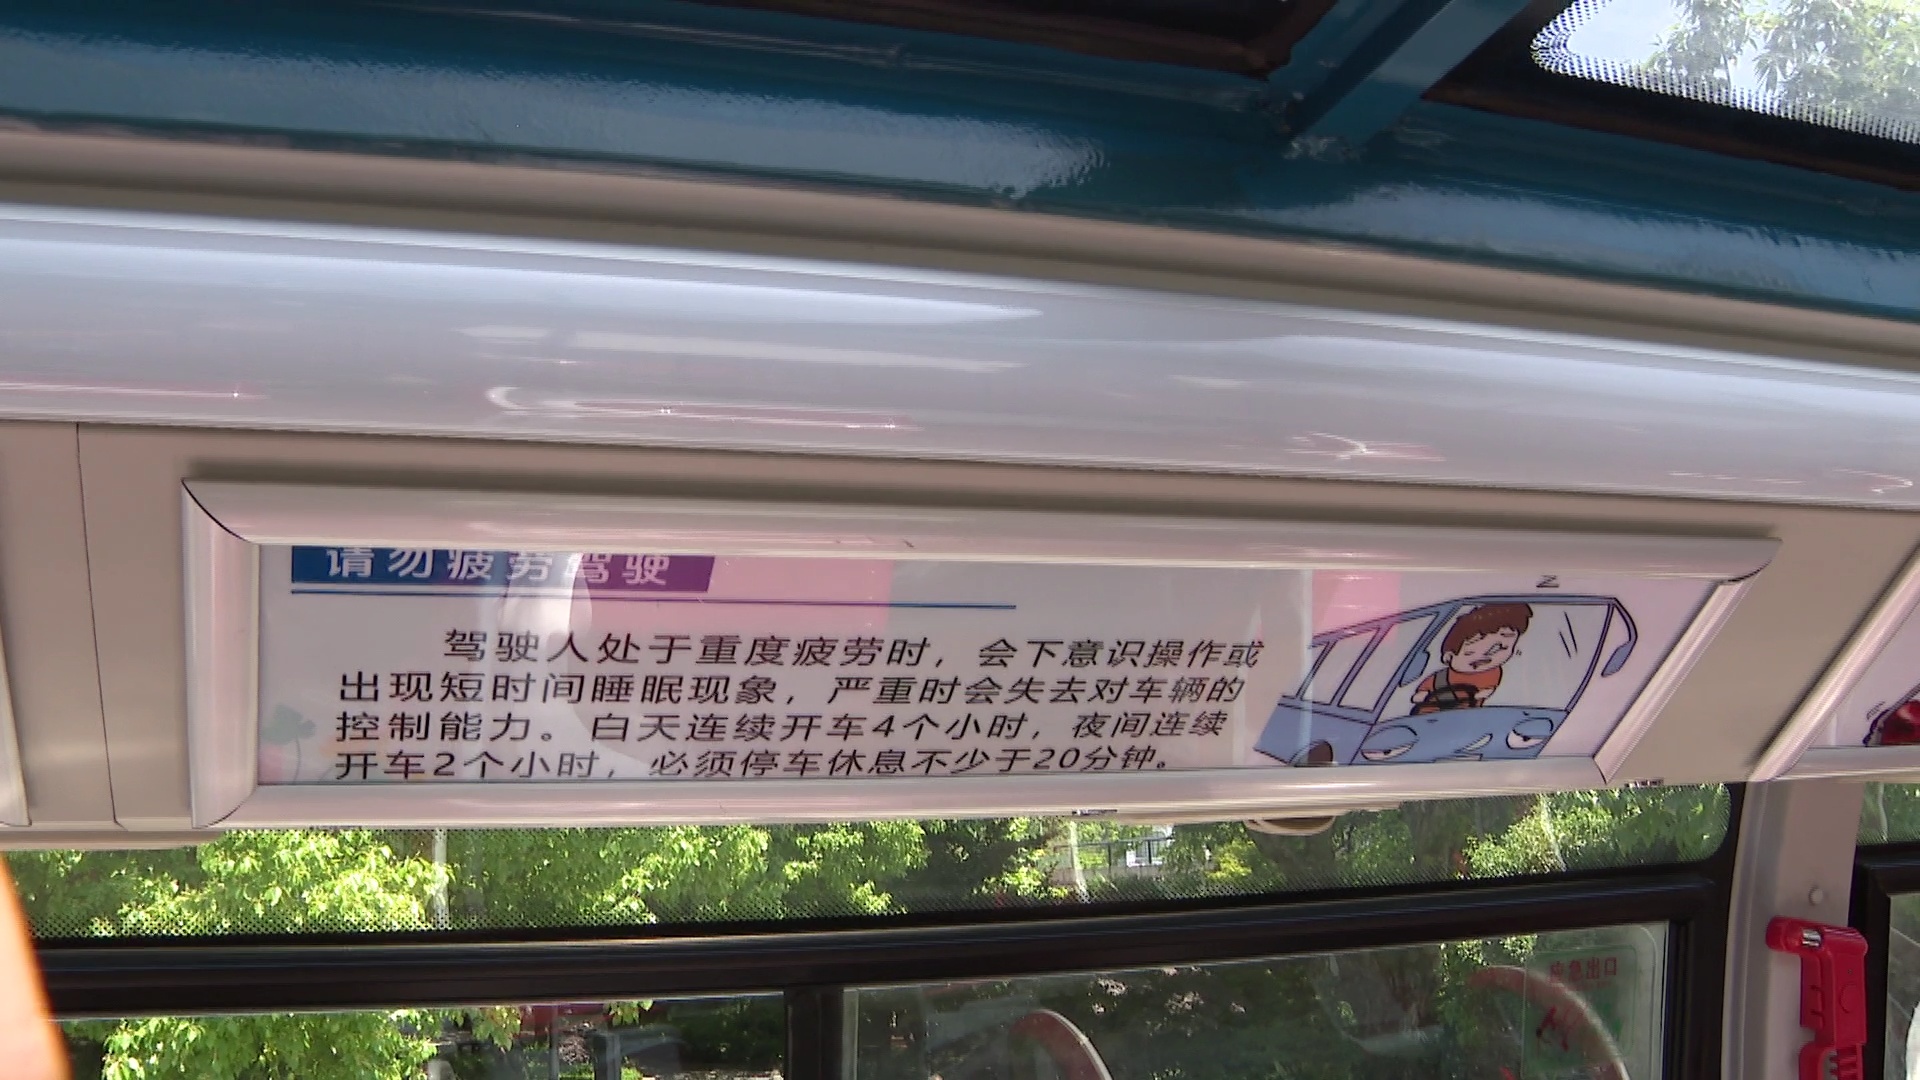 请勿疲劳驾驶
驾驶人处于重度疲劳时，会下意识操作或
出现短时间睡眠现象，严重时会失去对车辆的
控制能力。白天连续开车4个小时，夜间连续
开车2个小时，必须停车休息不少于20分钟。
Z
应急出口